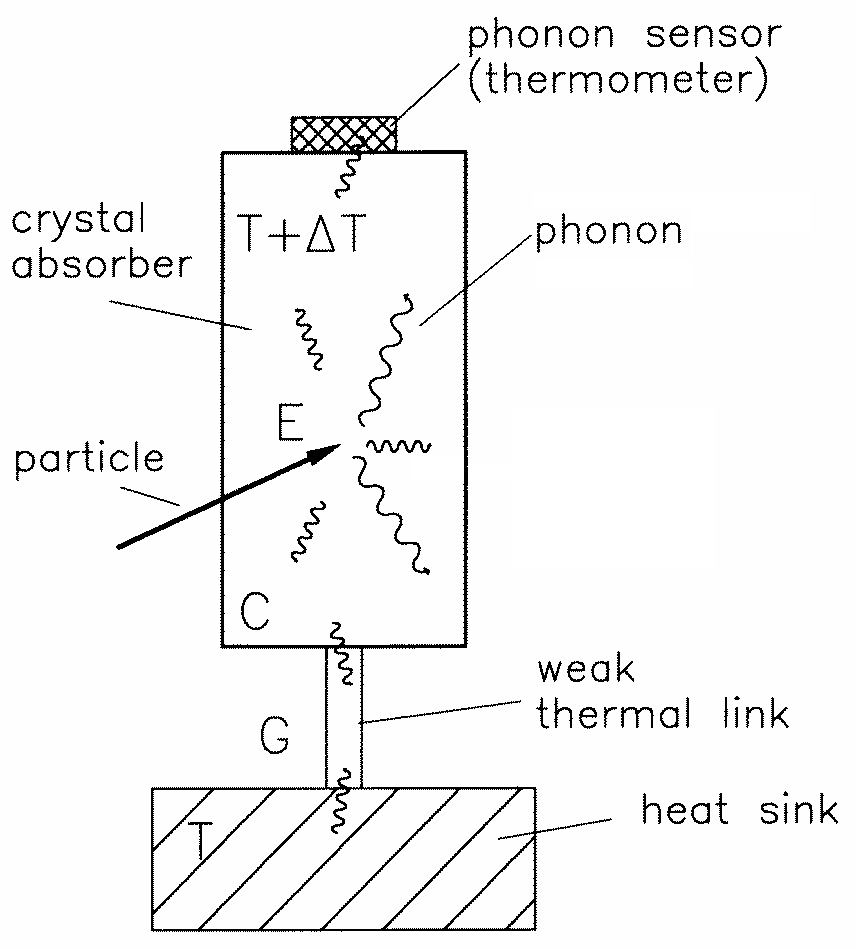 phonon sensor
(thermometer)
crystal
absorber
T+ΔT
phonon
E
particle
C
weak
thermal link
G
heat sink
T